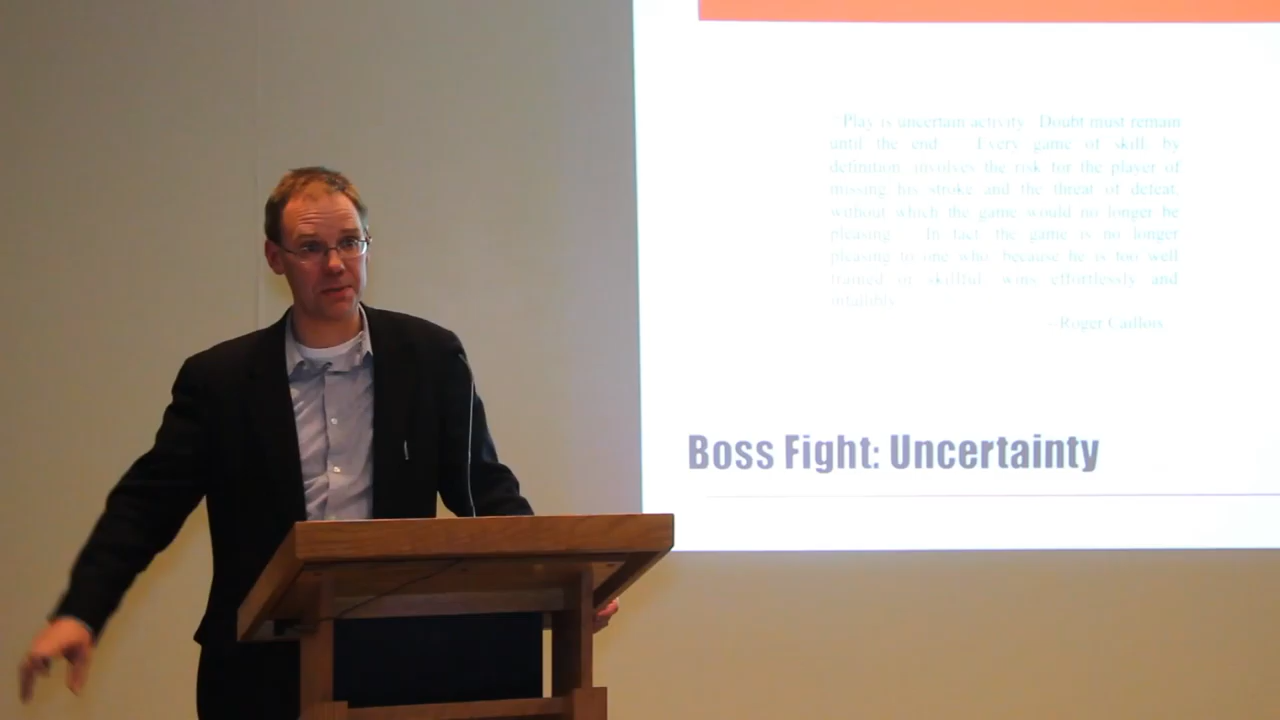 "Play is uncertain activity. Doubt must remain
until the end. Every game of skill, by
definition, involves the risk for the player of
missing his stroke, and the threat of defeat,
without which the game would no longer be
pleasing. In fact, the game is no longer
pleasing to one who, because he is too well
trained or skillful, wins effortlessly and
infallibly.
–Roger Caillois
Boss Fight: Uncertainty